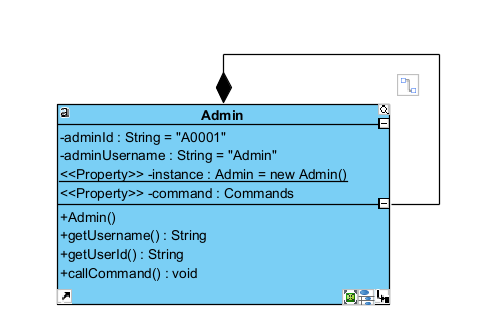 a
Admin
-adminId : String = "A0001"
-adminUsername : String = "Admin"
<<Property>> -instance : Admin = new Admin()
<<Property>> -command : Commands
+Admin()
+getUsername() : String
+getUserId() : String
+callCommand() : void